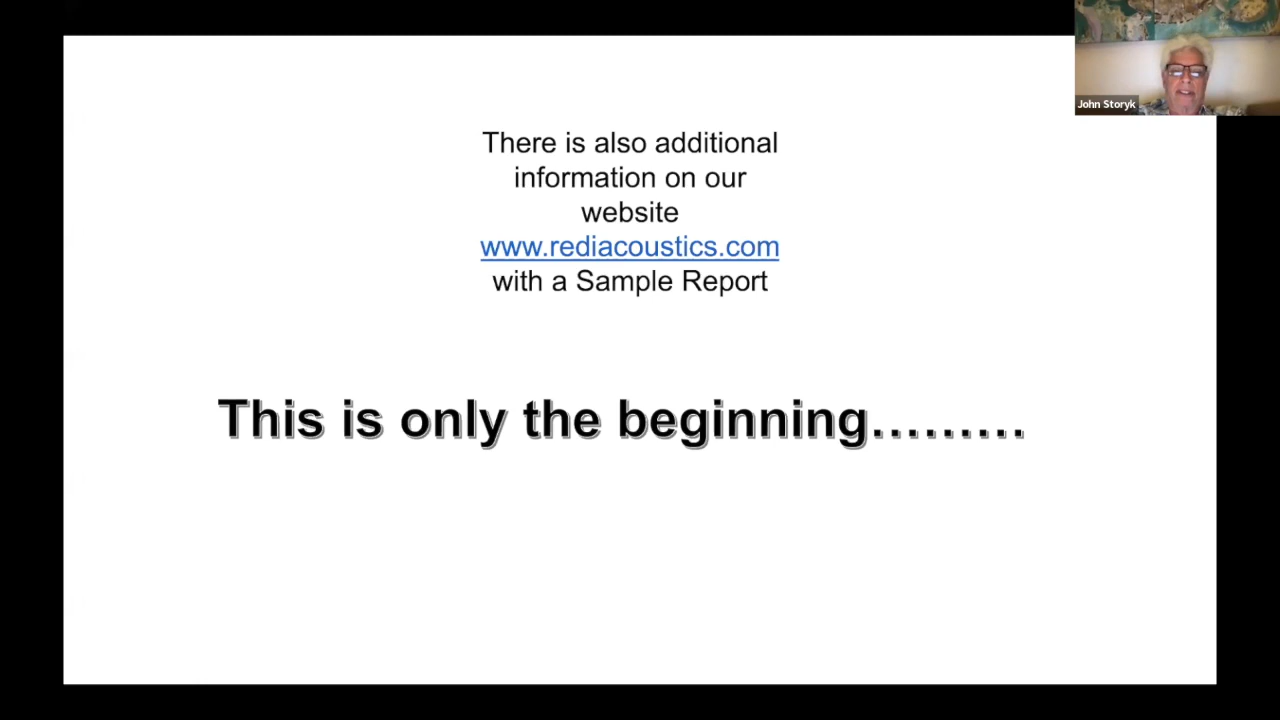 John Storyk
There is also additional
information on our
website
www.rediacoustics.com
with a Sample Report
This is only the beginning.........